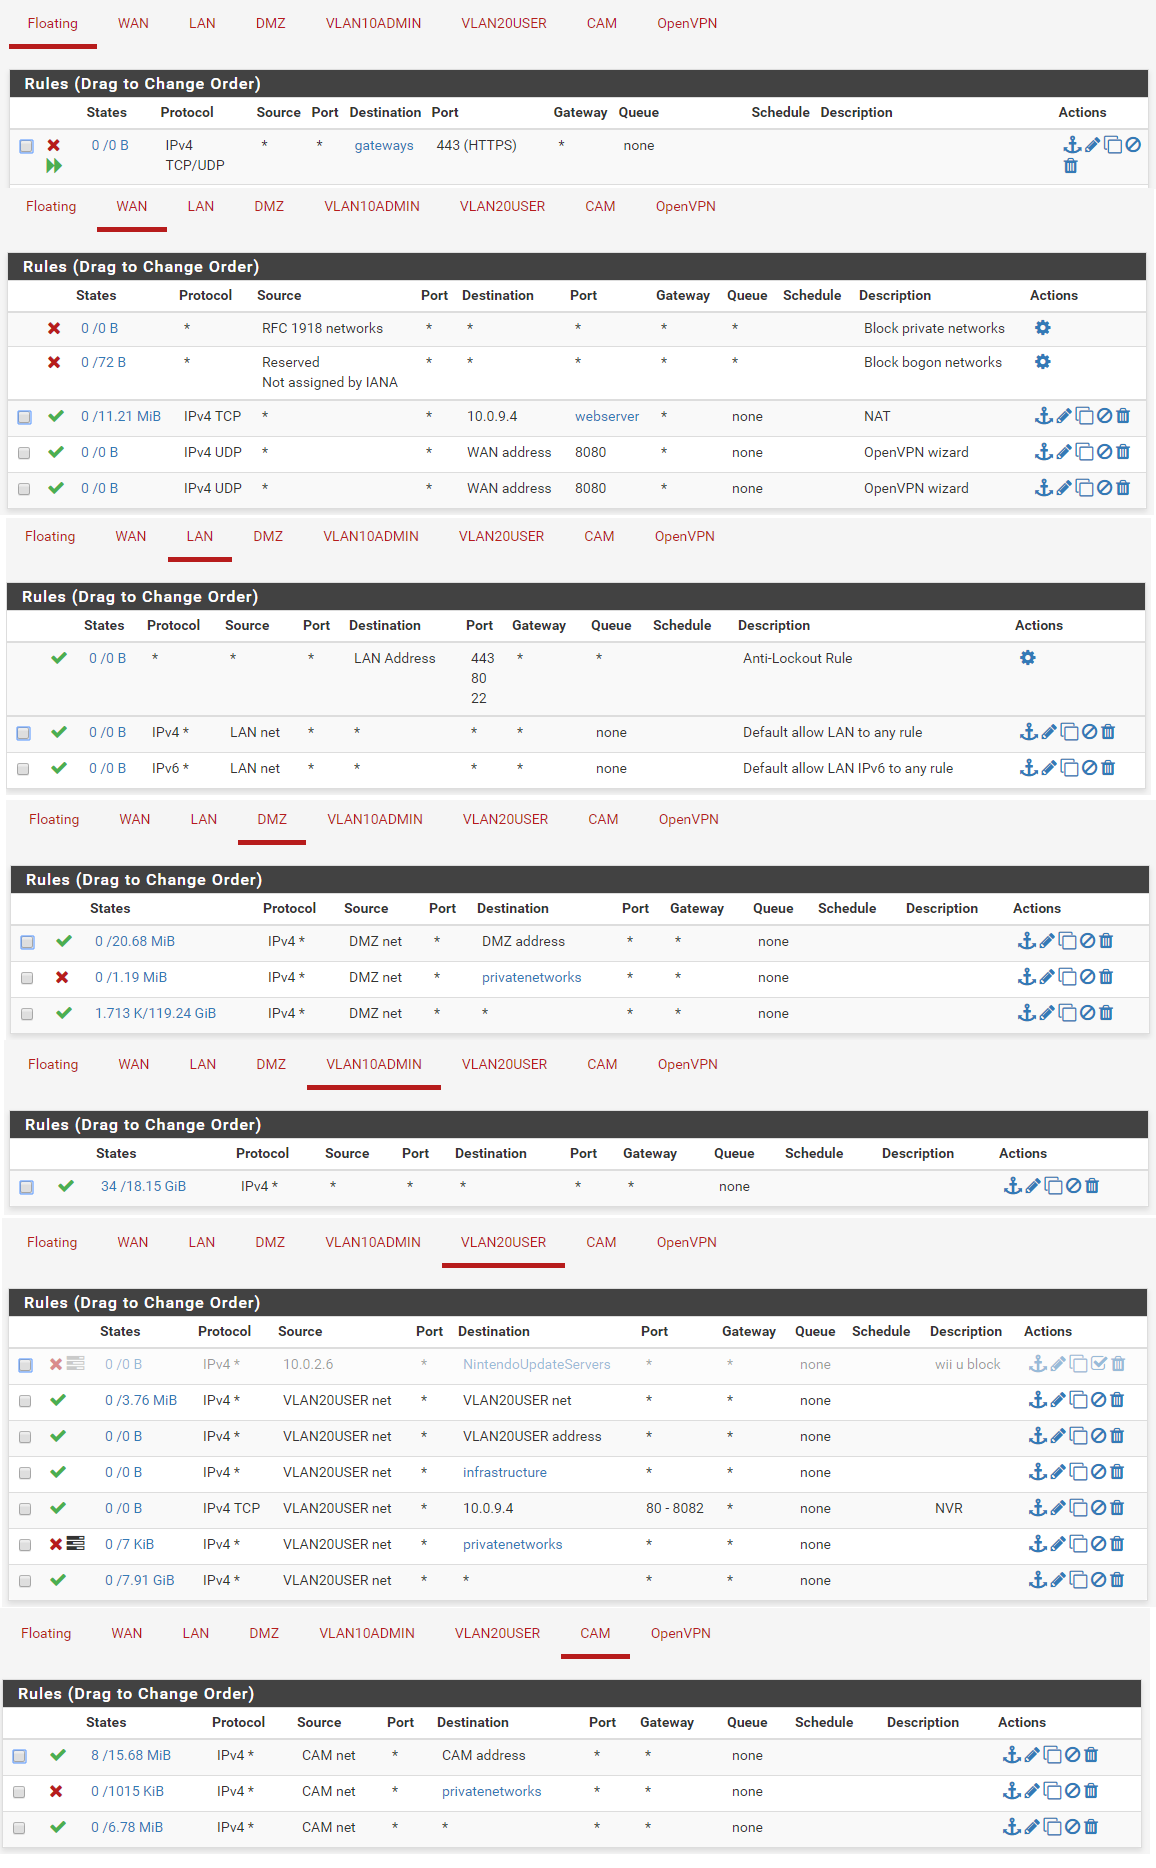 Floating WAN LAN DMZ VLAN10ADMIN VLAN20USER CAM OpenVPN
Rules (Drag to Change Order)
States Protocol Source Port Destination Port Gateway Queue Schedule Description Actions
0 /0 B IPv4 * * gateways 443 (HTTPS) * none
TCP/UDP
Floating WAN LAN DMZ VLAN10ADMIN VLAN20USER CAM OpenVPN
Rules (Drag to Change Order)
States Protocol Source Port Destination Port Gateway Queue Schedule Description Actions
0 /0 B * RFC 1918 networks * * * * * Block private networks
0 /72 B * Reserved * * * * * Block bogon networks
Not assigned by IANA
0 /11.21 MiB IPv4 TCP * * 10.0.9.4 webserver * none NAT
0 /0 B IPv4 UDP * * WAN address 8080 * none OpenVPN wizard
0 /0 B IPv4 UDP * * WAN address 8080 * none OpenVPN wizard
Floating WAN LAN DMZ VLAN10ADMIN VLAN20USER CAM OpenVPN
Rules (Drag to Change Order)
States Protocol Source Port Destination Port Gateway Queue Schedule Description Actions
0 /0 B * * * LAN Address 443 * * Anti-Lockout Rule
80
22
0 /0 B IPv4 * LAN net * * * * none Default allow LAN to any rule
0 /0 B IPv6 * LAN net * * * * none Default allow LAN IPv6 to any rule
Floating WAN LAN DMZ VLAN10ADMIN VLAN20USER CAM OpenVPN
Rules (Drag to Change Order)
States Protocol Source Port Destination Port Gateway Queue Schedule Description Actions
0 /20.68 MiB IPv4 * DMZ net * DMZ address * * none
0 /1.19 MiB IPv4 * DMZ net * privatenetworks * * none
1.713 K/119.24 GiB IPv4 * DMZ net * * * * none
Floating WAN LAN DMZ VLAN10ADMIN VLAN20USER CAM OpenVPN
Rules (Drag to Change Order)
States Protocol Source Port Destination Port Gateway Queue Schedule Description Actions
34 /18.15 GiB IPv4 * * * * * * none
Floating WAN LAN DMZ VLAN10ADMIN VLAN20USER CAM OpenVPN
Rules (Drag to Change Order)
States Protocol Source Port Destination Port Gateway Queue Schedule Description Actions
0 /0 B IPv4 * 10.0.2.6 * NintendoUpdateServers * * none wii u block
0 /3.76 MiB IPv4 * VLAN20USER net * VLAN20USER net * * none
0 /0 B IPv4 * VLAN20USER net * VLAN20USER address * * none
0 /0 B IPv4 * VLAN20USER net * infrastructure * * none
0 /0 B IPv4 TCP VLAN20USER net * 10.0.9.4 80 - 8082 * none NVR
0 /7 KiB IPv4 * VLAN20USER net * privatenetworks * * none
0 /7.91 GiB IPv4 * VLAN20USER net * * * * none
Floating WAN LAN DMZ VLAN10ADMIN VLAN20USER CAM OpenVPN
Rules (Drag to Change Order)
States Protocol Source Port Destination Port Gateway Queue Schedule Description Actions
8 /15.68 MiB IPv4 * CAM net * CAM address * * none
0 /1015 KiB IPv4 * CAM net * privatenetworks * * none
0 /6.78 MiB IPv4 * CAM net * * * * none